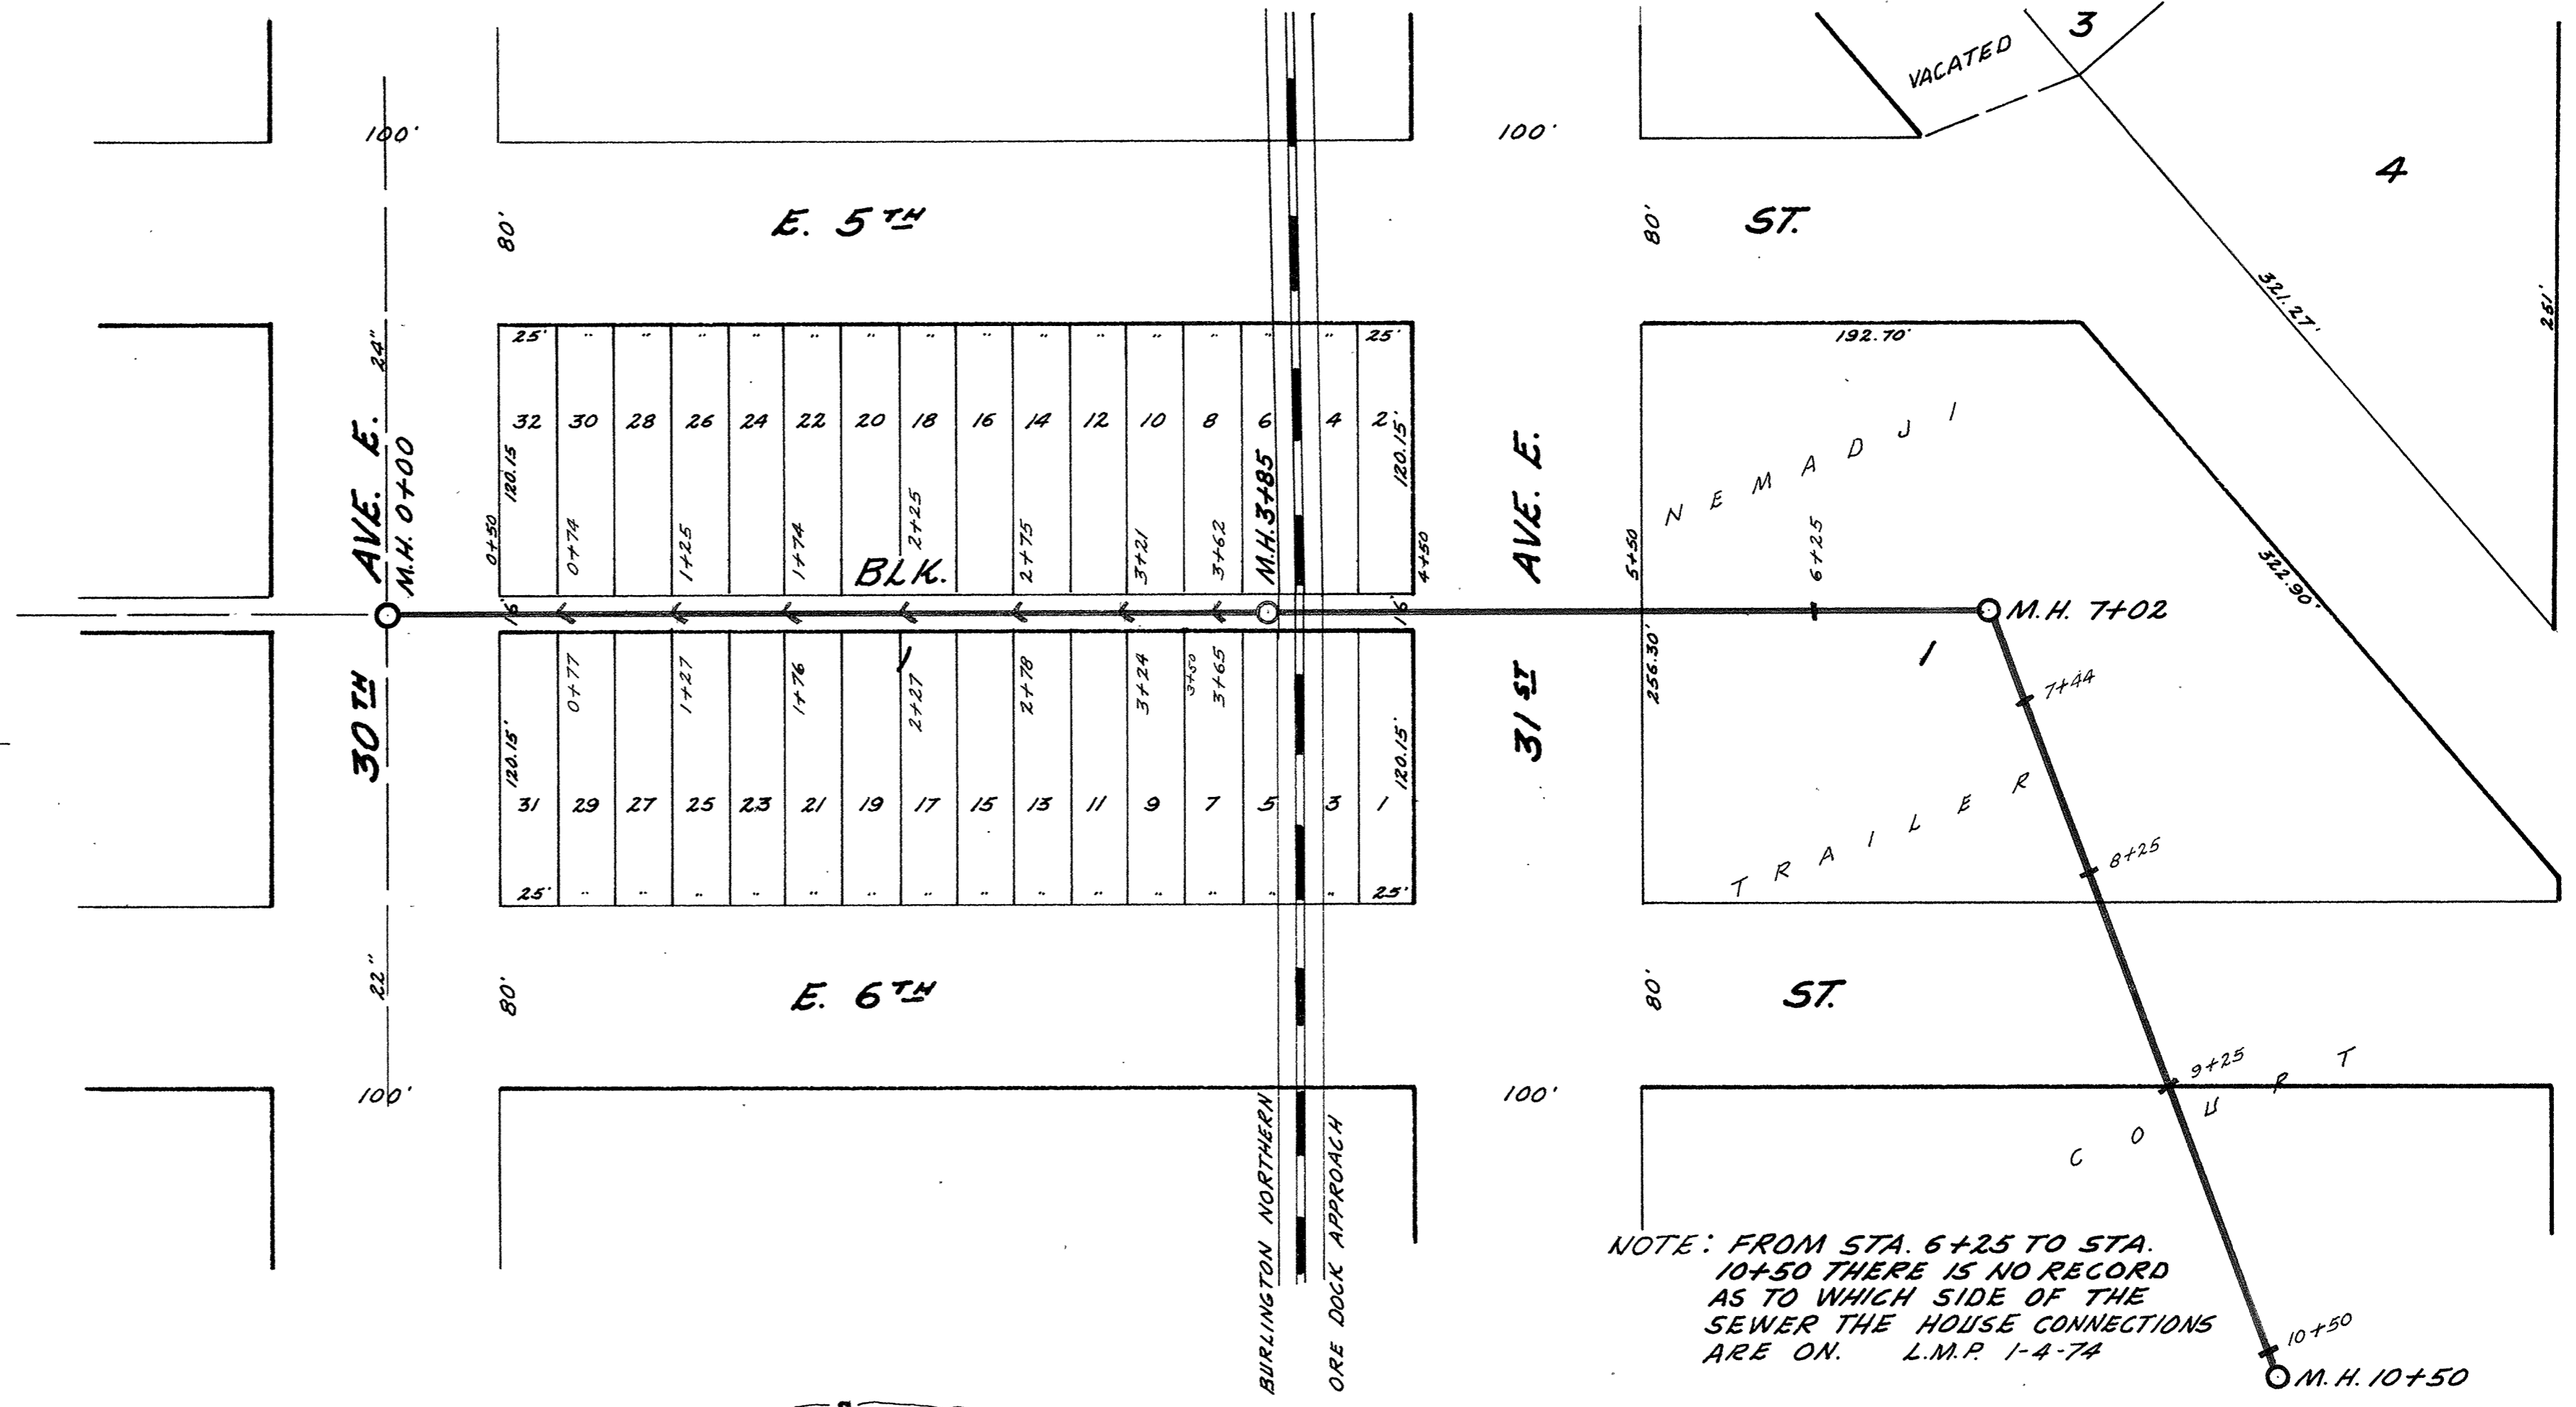 3
VACATED
100'
100'
4
80'
E. 5TH
80'
ST.
321.27'
251'
24"
25' " " " " " " " " " " " " " " 25'
192.70'
32 30 28 26 24 22 20 18 16 14 12 10 8 6 4 2
120.15
120.15'
AVE. E.
M.H. 0+00
0+50
0+74
1+25
1+74
2+25
2+75
3+21
3+62
M.H. 3+85
4+50
AVE. E.
5+50
6+25
NEMADJI
BLK.
322.90'
16'
16'
M.H. 7+02
1
1
30TH
0+77
1+27
1+76
2+27
2+78
3+24
3+50
3+65
31ST
256.30'
7+44
120.15'
120.15'
TRAILER
31 29 27 25 23 21 19 17 15 13 11 9 7 5 3 1
8+25
25' " " " " " " " " " " " " " " 25'
22"
80'
E. 6TH
80'
ST.
9+25
100'
100'
COURT
BURLINGTON NORTHERN
ORE DOCK APPROACH
NOTE: FROM STA. 6+25 TO STA.
10+50 THERE IS NO RECORD
AS TO WHICH SIDE OF THE
SEWER THE HOUSE CONNECTIONS
ARE ON. L.M.P. 1-4-74
10+50
M.H. 10+50